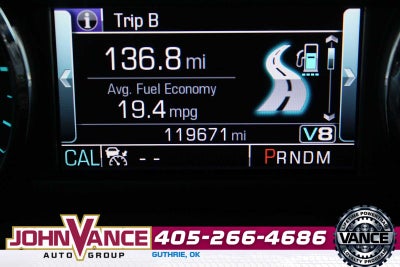 Trip B
136.8 mi
Avg. Fuel Economy
19.4 mpg
119671 mi
V8
CAL -- PRNDM
JOHN VANCE
AUTO GROUP
405-266-4686
GUTHRIE, OK
VANCE